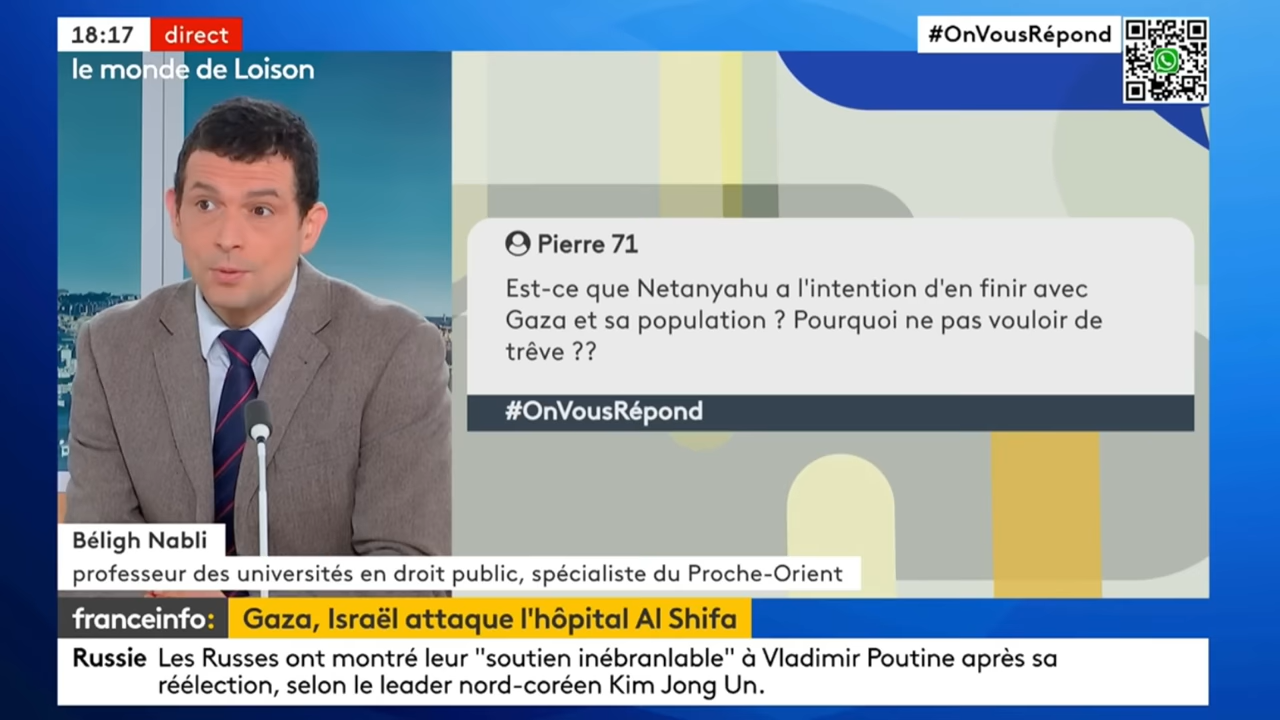 18:17 direct
#OnVousRépond
le monde de Loison
Pierre 71
Est-ce que Netanyahu a l'intention d'en finir avec
Gaza et sa population ? Pourquoi ne pas vouloir de
trêve ??
#OnVousRépond
Béligh Nabli
professeur des universités en droit public, spécialiste du Proche-Orient
franceinfo: Gaza, Israël attaque l'hôpital Al Shifa
Russie Les Russes ont montré leur "soutien inébranlable" à Vladimir Poutine après sa
réélection, selon le leader nord-coréen Kim Jong Un.